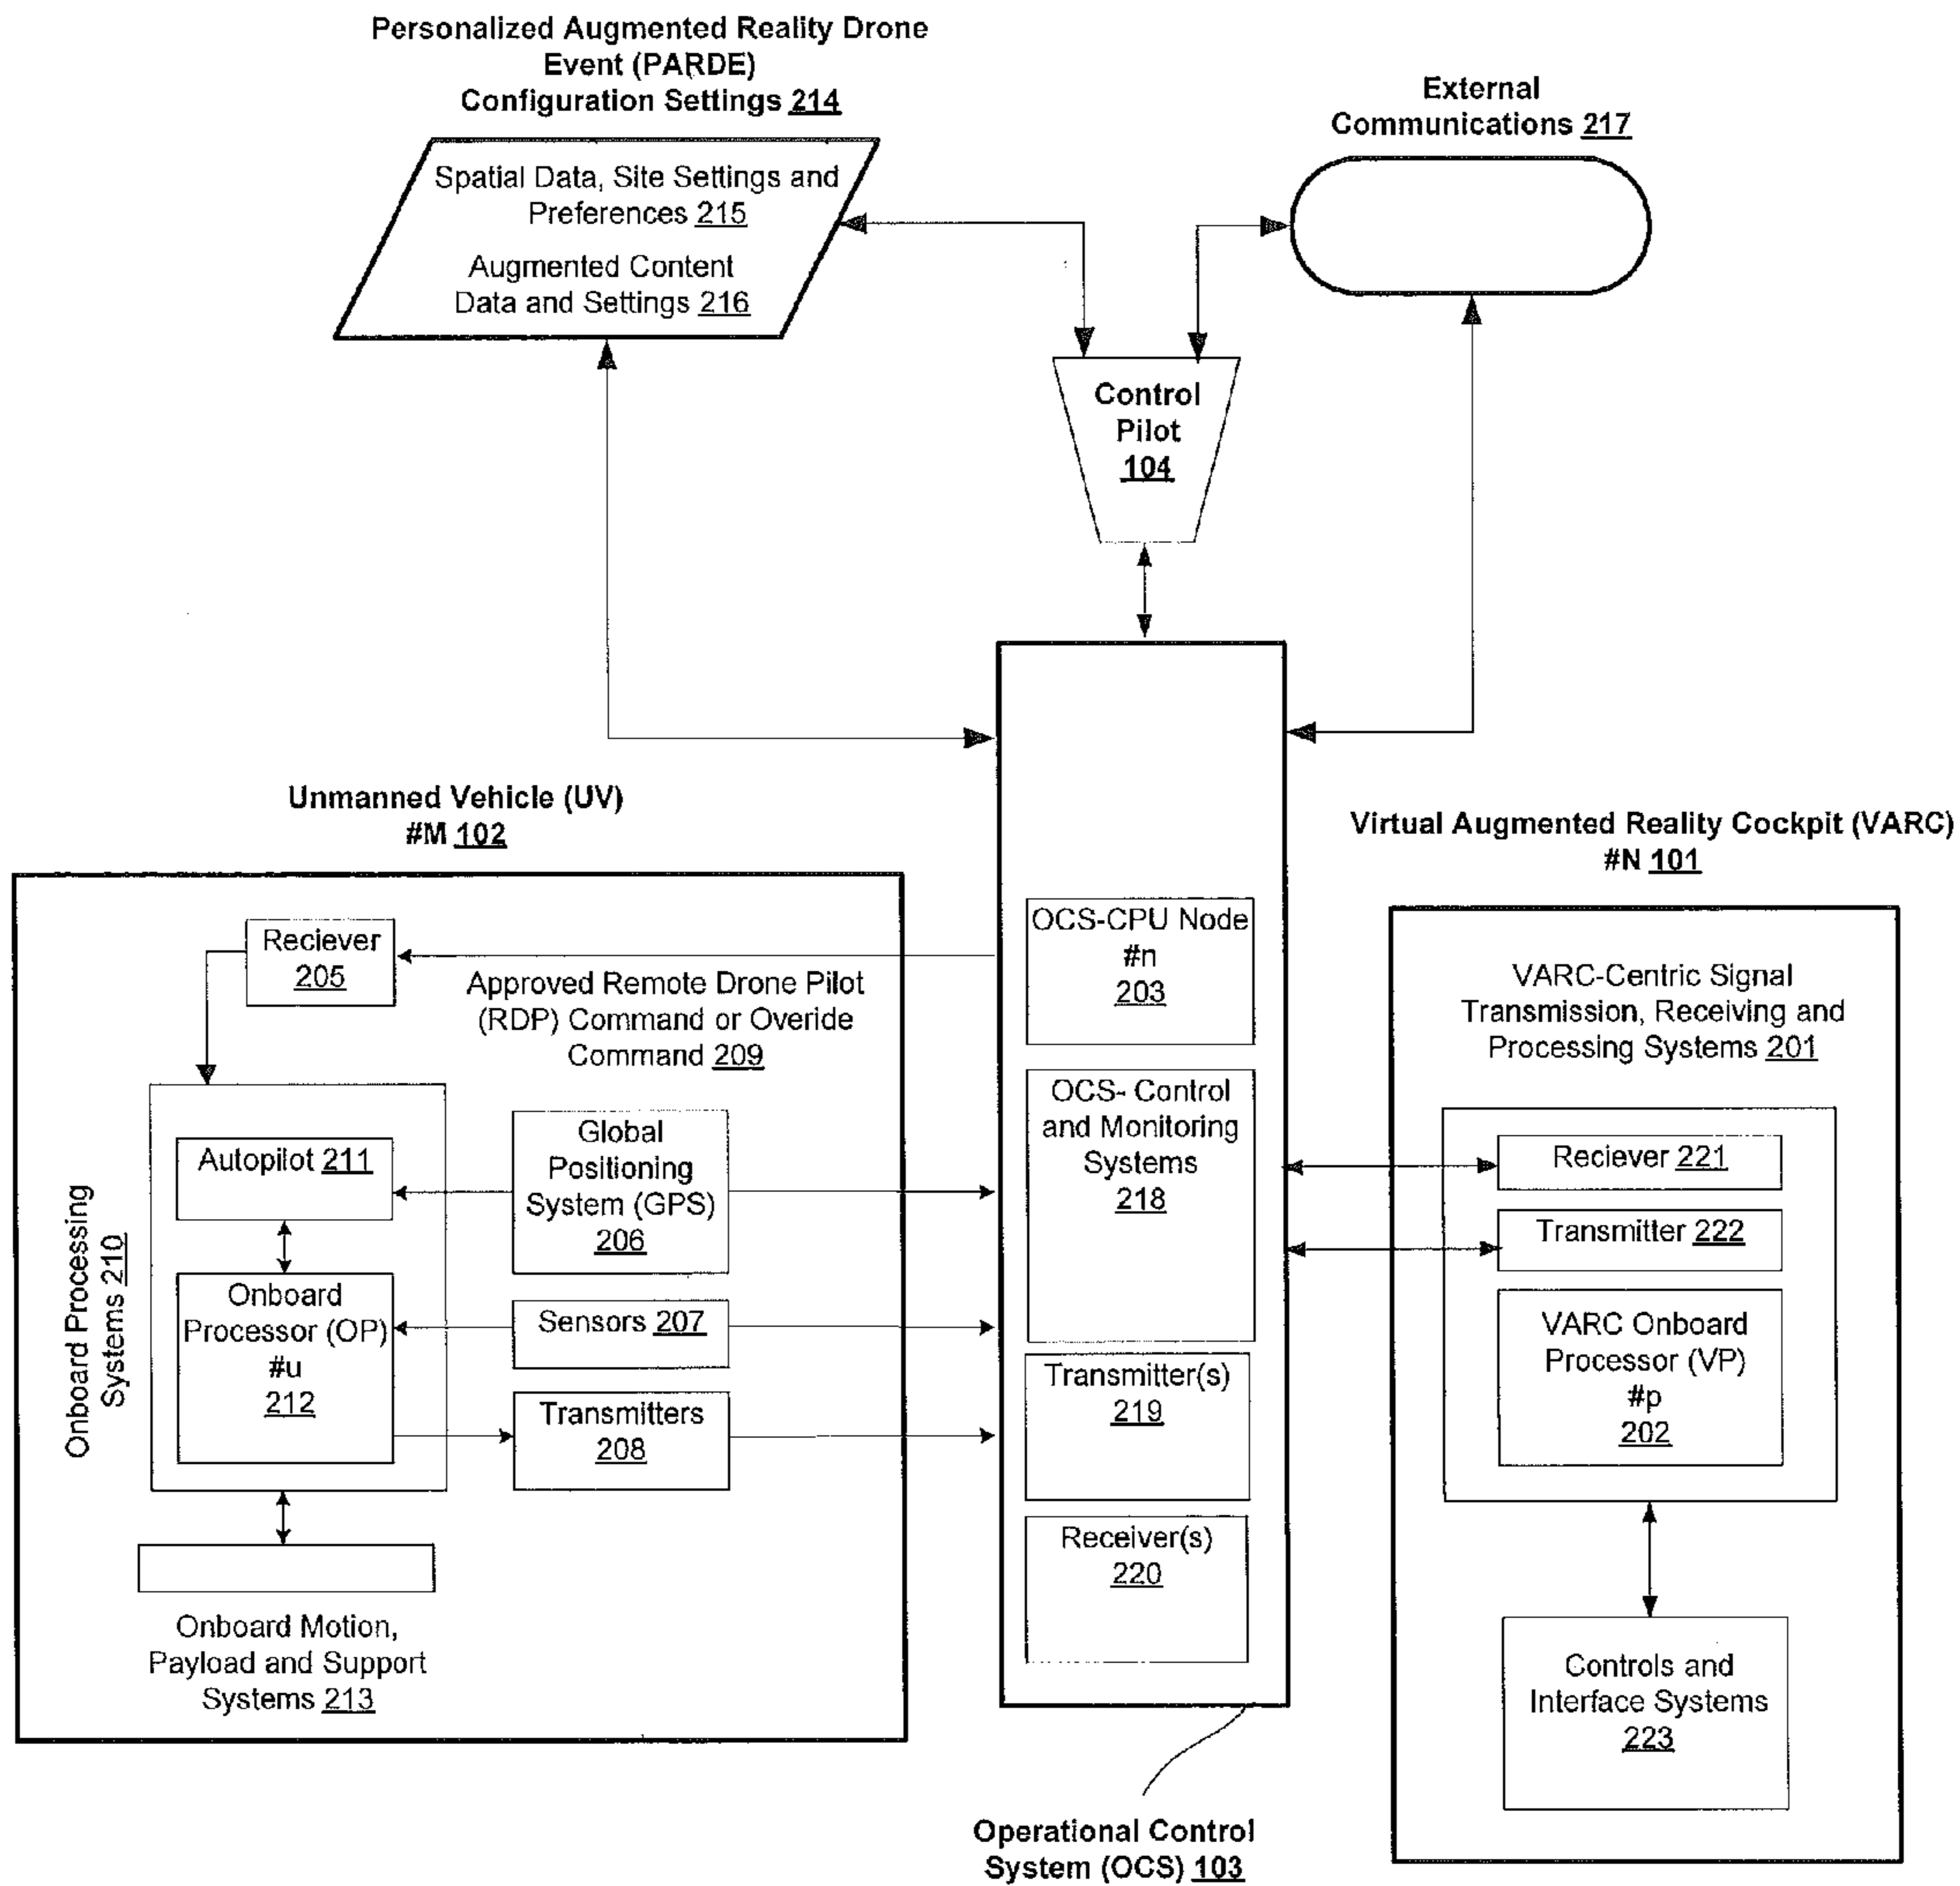 Personalized Augmented Reality Drone
Event (PARDE)
Configuration Settings 214
Spatial Data, Site Settings and
Preferences 215
Augmented Content
Data and Settings 216
External
Communications 217
Control
Pilot
104
Unmanned Vehicle (UV)
#M 102
Reciever
205
Approved Remote Drone Pilot
(RDP) Command or Overide
Command 209
Onboard Processing
Systems 210
Autopilot 211
Onboard
Processor (OP)
#u
212
Global
Positioning
System (GPS)
206
Sensors 207
Transmitters
208
Onboard Motion,
Payload and Support
Systems 213
OCS-CPU Node
#n
203
OCS- Control
and Monitoring
Systems
218
Transmitter(s)
219
Receiver(s)
220
Operational Control
System (OCS) 103
Virtual Augmented Reality Cockpit (VARC)
#N 101
VARC-Centric Signal
Transmission, Receiving and
Processing Systems 201
Reciever 221
Transmitter 222
VARC Onboard
Processor (VP)
#p
202
Controls and
Interface Systems
223